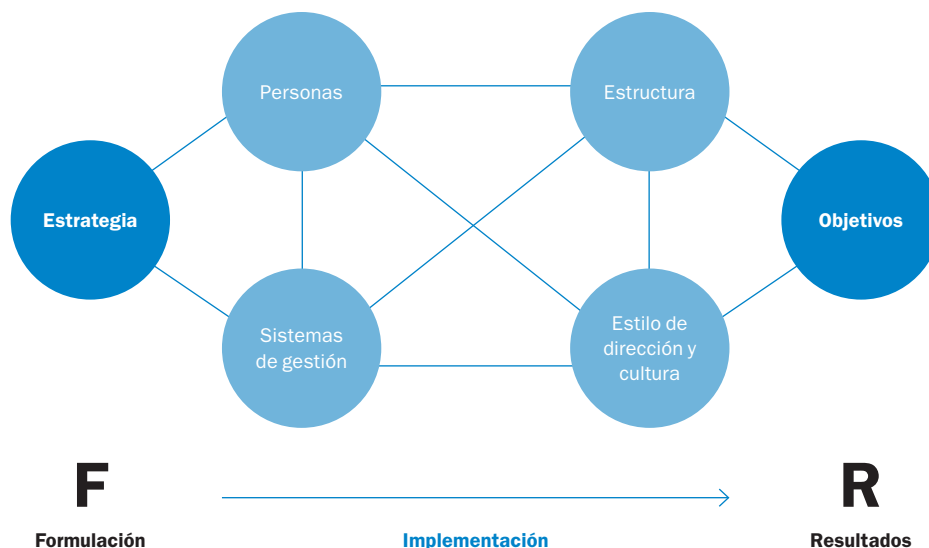 Personas
Estructura
Estrategia
Objetivos
Sistemas
de gestión
Estilo de
dirección y
cultura
F
R
Formulación
Implementación
Resultados